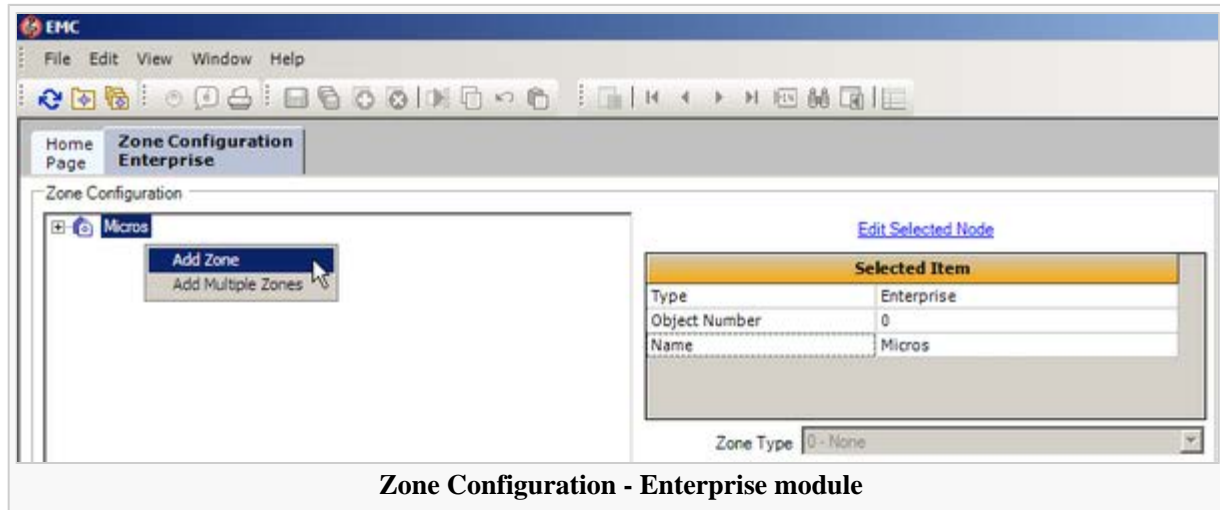 EMC
File Edit View Window Help
Home Page
Zone Configuration Enterprise
Zone Configuration
Micros
Add Zone
Add Multiple Zones
Edit Selected Node
Selected Item
Type Enterprise
Object Number 0
Name Micros
Zone Type 0 - None
Zone Configuration - Enterprise module